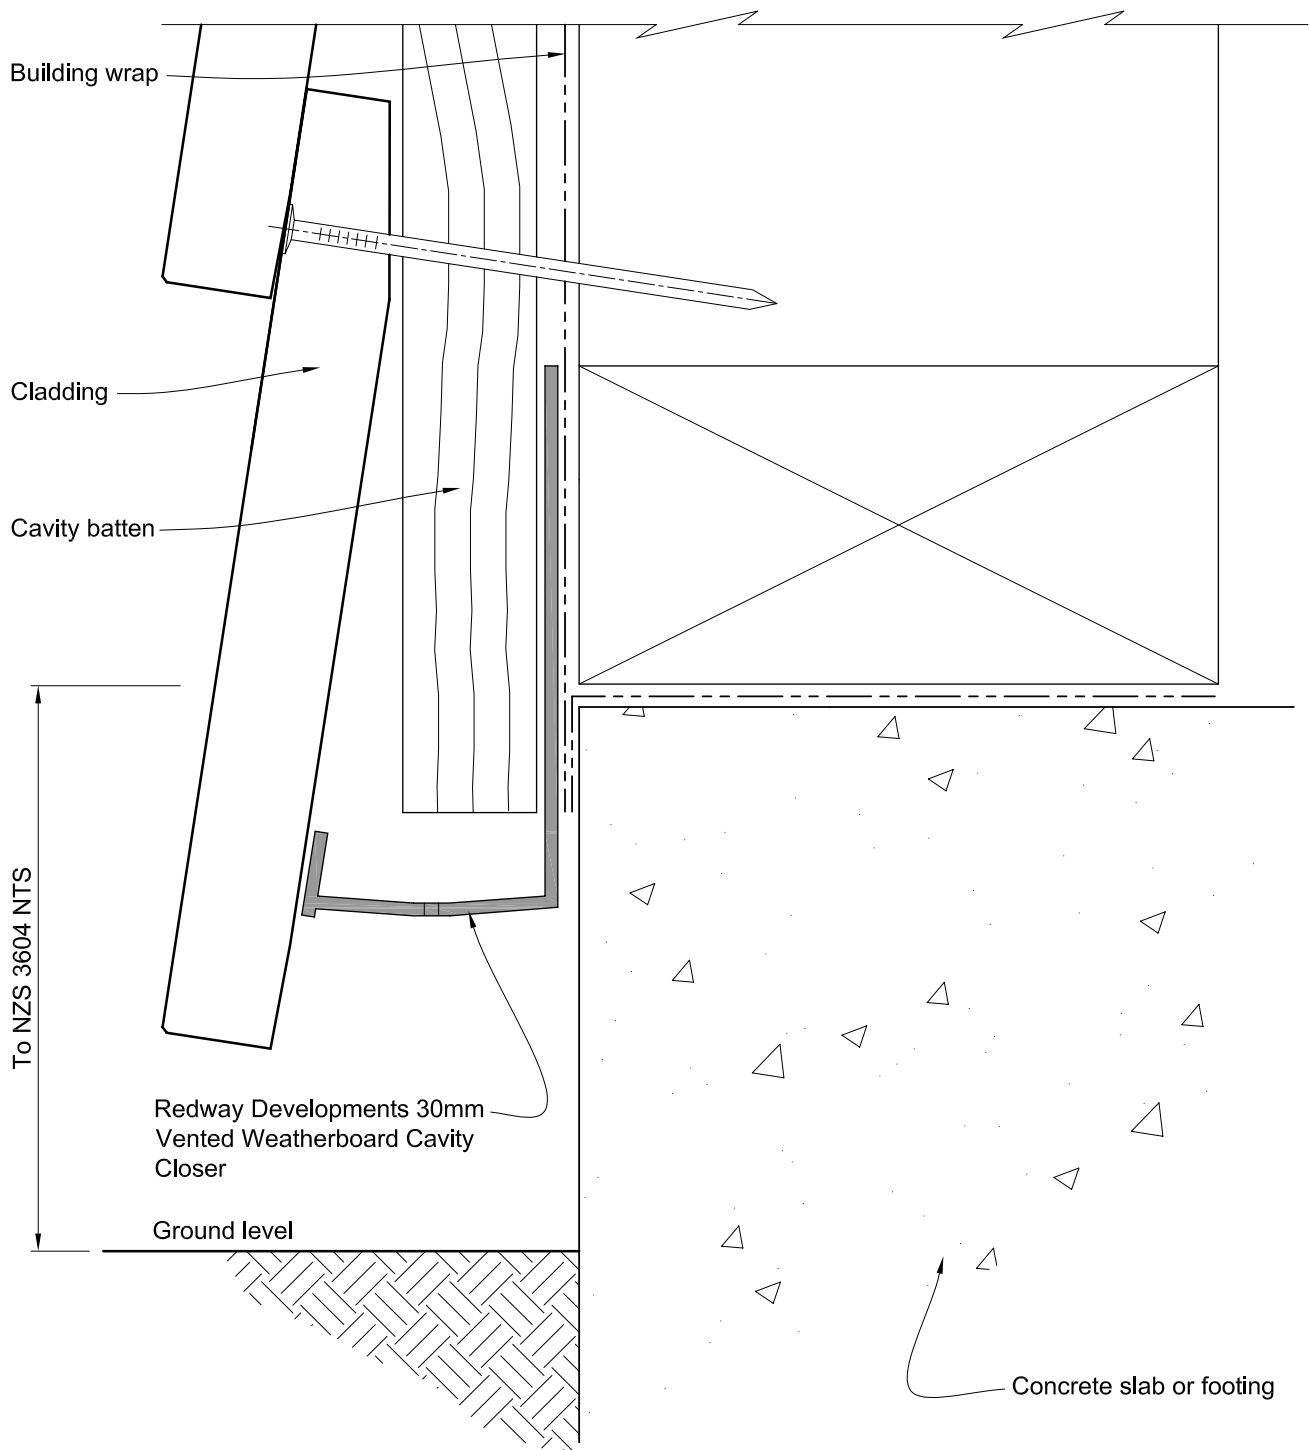 Building wrap
Cladding
Cavity batten
To NZS 3604 NTS
Redway Developments 30mm
Vented Weatherboard Cavity
Closer
Ground level
Concrete slab or footing